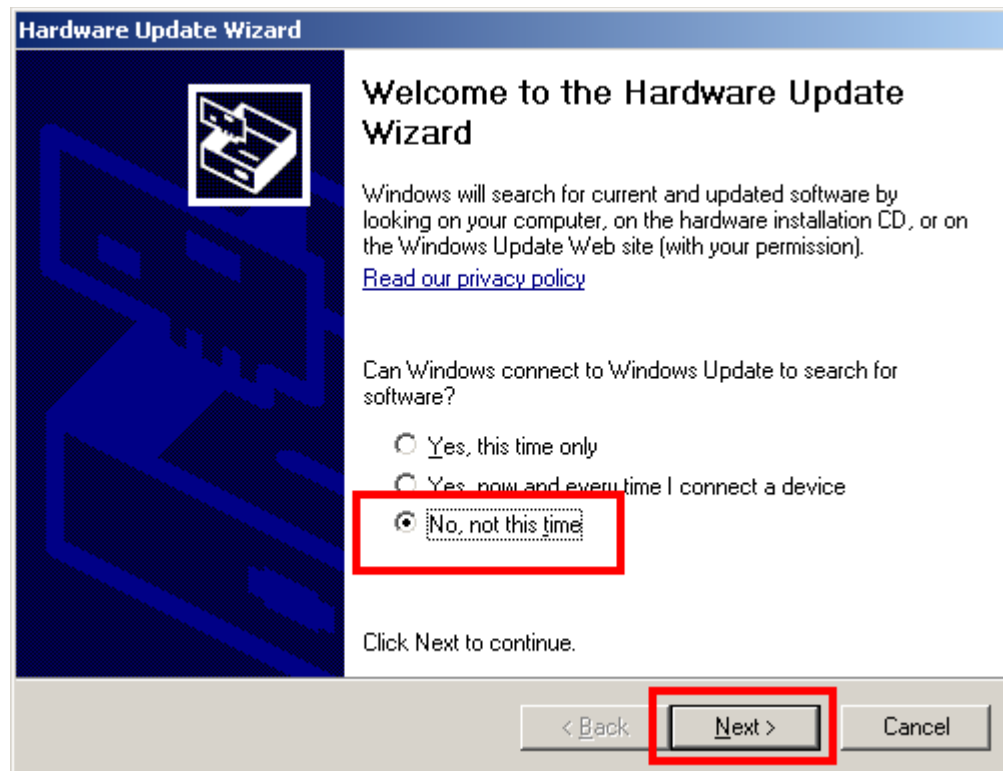 Hardware Update Wizard
Welcome to the Hardware Update
Wizard
Windows will search for current and updated software by
looking on your computer, on the hardware installation CD, or on
the Windows Update Web site (with your permission).
Read our privacy policy
Can Windows connect to Windows Update to search for
software?
Yes, this time only
Yes, now and every time I connect a device
No, not this time
Click Next to continue.
< Back
Next >
Cancel